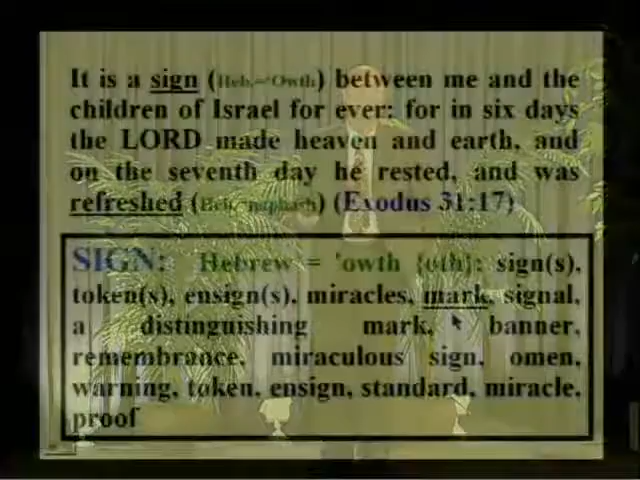 It is a sign (Heb.='Owth) between me and the
children of Israel for ever: for in six days
the LORD made heaven and earth, and
on the seventh day he rested, and was
refreshed (Heb.=naphash) (Exodus 31:17)
SIGN: Hebrew = 'owth {oth}: sign(s),
token(s), ensign(s), miracles, mark, signal,
a distinguishing mark, banner,
remembrance, miraculous sign, omen,
warning, token, ensign, standard, miracle,
proof